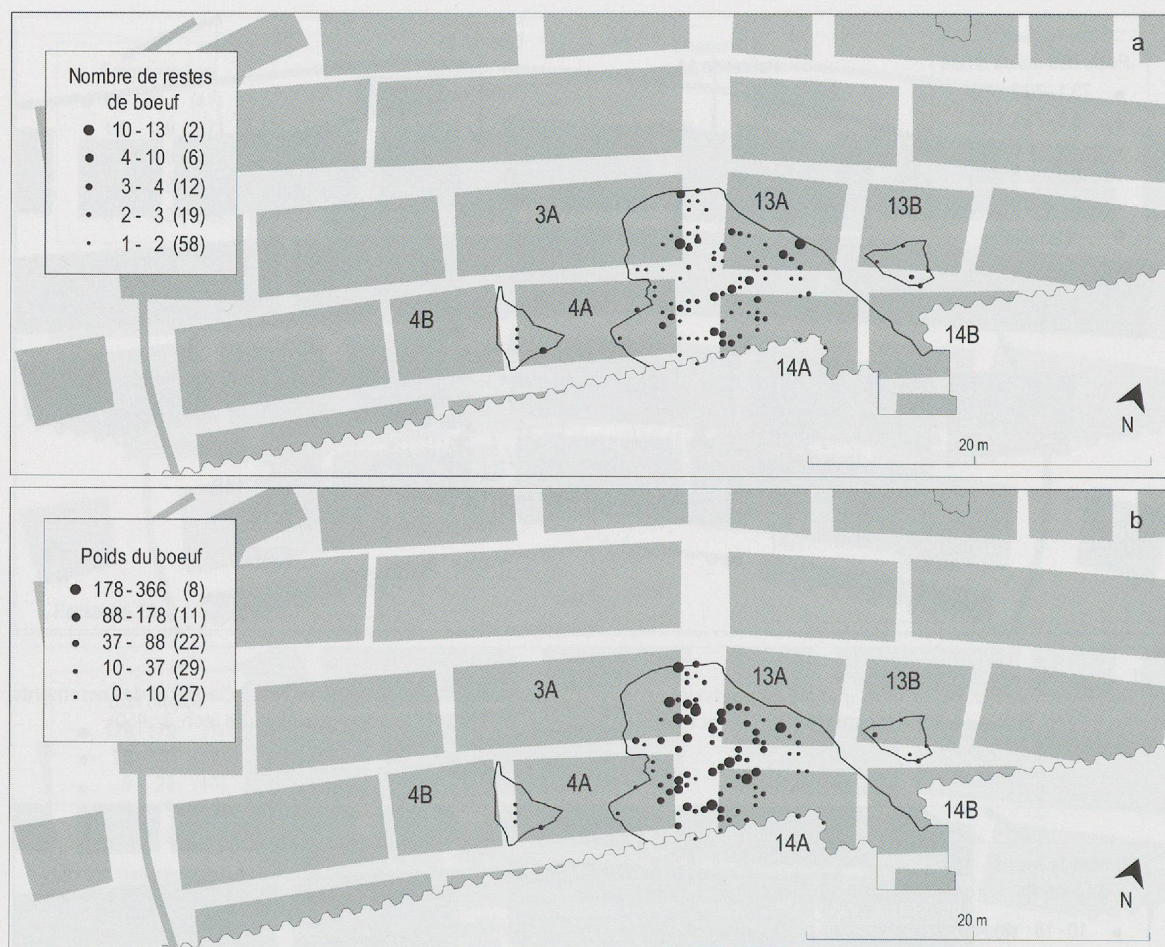 a
Nombre de restes
de boeuf
10 - 13 (2)
4 - 10 (6)
3 - 4 (12)
2 - 3 (19)
1 - 2 (58)
3A
13A
13B
4B
4A
14B
14A
N
20 m
b
Poids du boeuf
178 - 366 (8)
88 - 178 (11)
37 - 88 (22)
10 - 37 (29)
0 - 10 (27)
3A
13A
13B
4B
4A
14B
14A
N
20 m